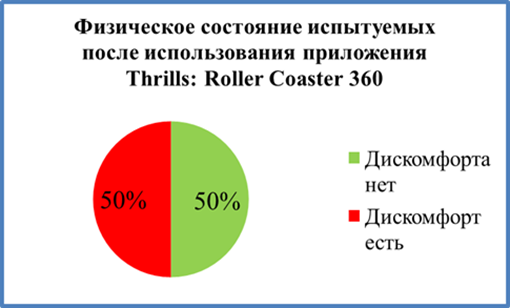 Физическое состояние испытуемых
после использования приложения
Thrills: Roller Coaster 360
50%
50%
Дискомфорта
нет
Дискомфорт
есть